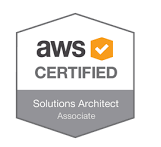 aws
CERTIFIED
Solutions Architect
Associate